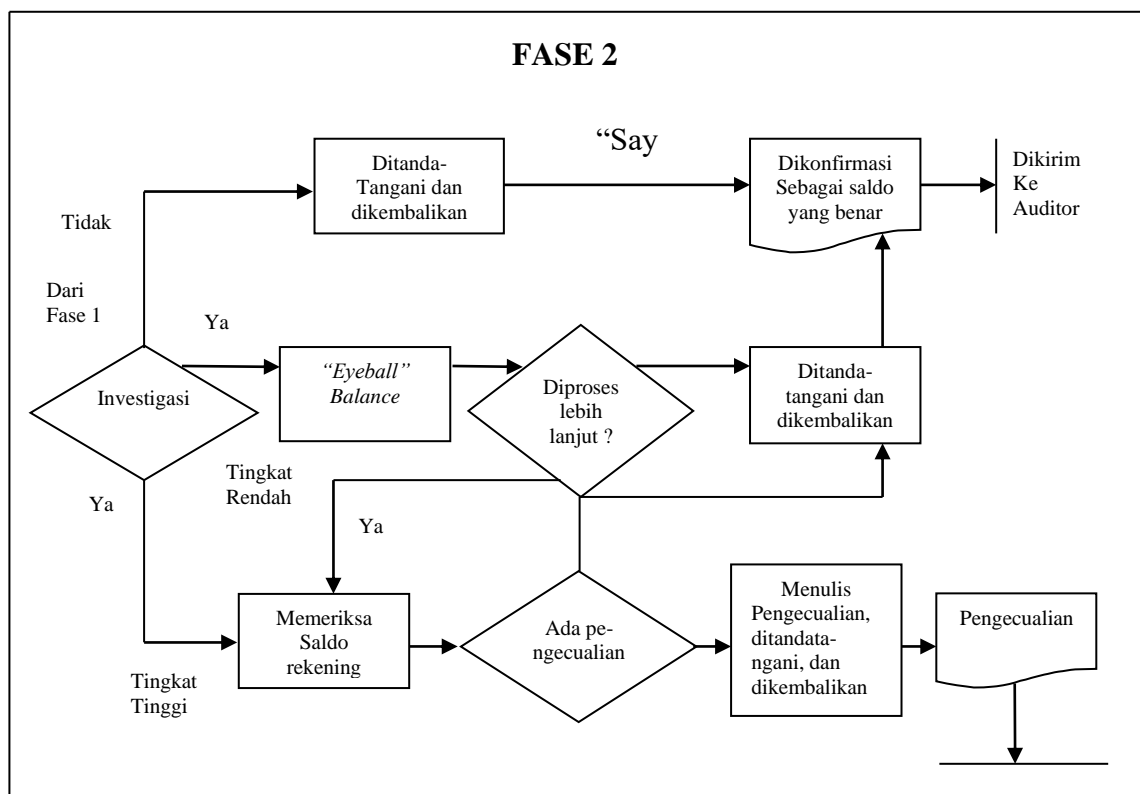 FASE 2
Ditanda-
Tangani dan
dikembalikan
“Say
Dikonfirmasi
Sebagai saldo
yang benar
Dikirim
Ke
Auditor
Tidak
Dari
Fase 1
Ya
Investigasi
“Eyeball”
Balance
Diproses
lebih
lanjut ?
Ditanda-
tangani dan
dikembalikan
Tingkat
Rendah
Ya
Ya
Memeriksa
Saldo
rekening
Tingkat
Tinggi
Ada pe-
ngecualian
Menulis
Pengecualian,
ditandata-
ngani, dan
dikembalikan
Pengecualian